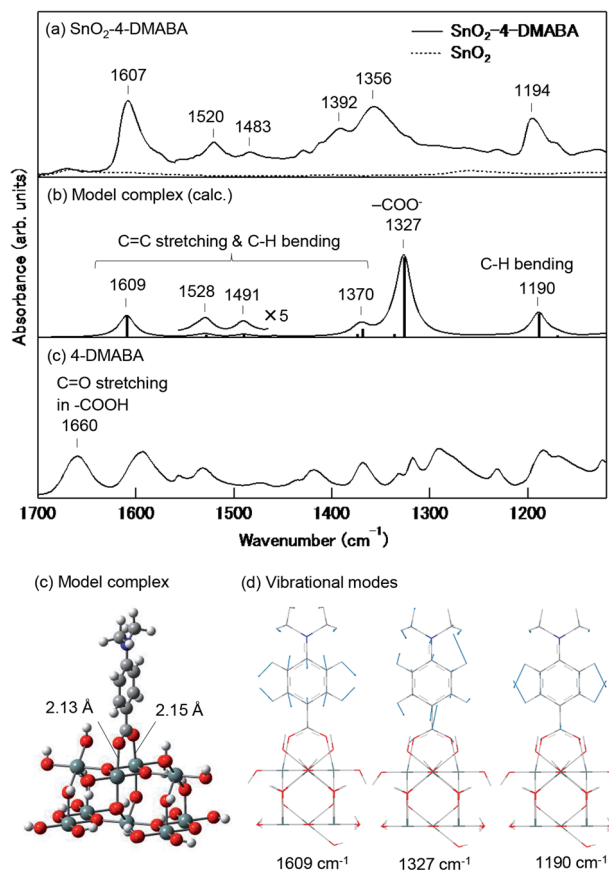 (a) SnO2-4-DMABA
SnO2-4-DMABA
SnO2
1607
1520
1483
1392
1356
1194
(b) Model complex (calc.)
–COO-
1327
C=C stretching & C-H bending
C-H bending
1609
1528
1491
×5
1370
1190
(c) 4-DMABA
C=O stretching
in -COOH
1660
Absorbance (arb. units)
1700
1600
1500
1400
1300
1200
Wavenumber (cm-1)
(c) Model complex
(d) Vibrational modes
2.13 Å
2.15 Å
1609 cm-1
1327 cm-1
1190 cm-1